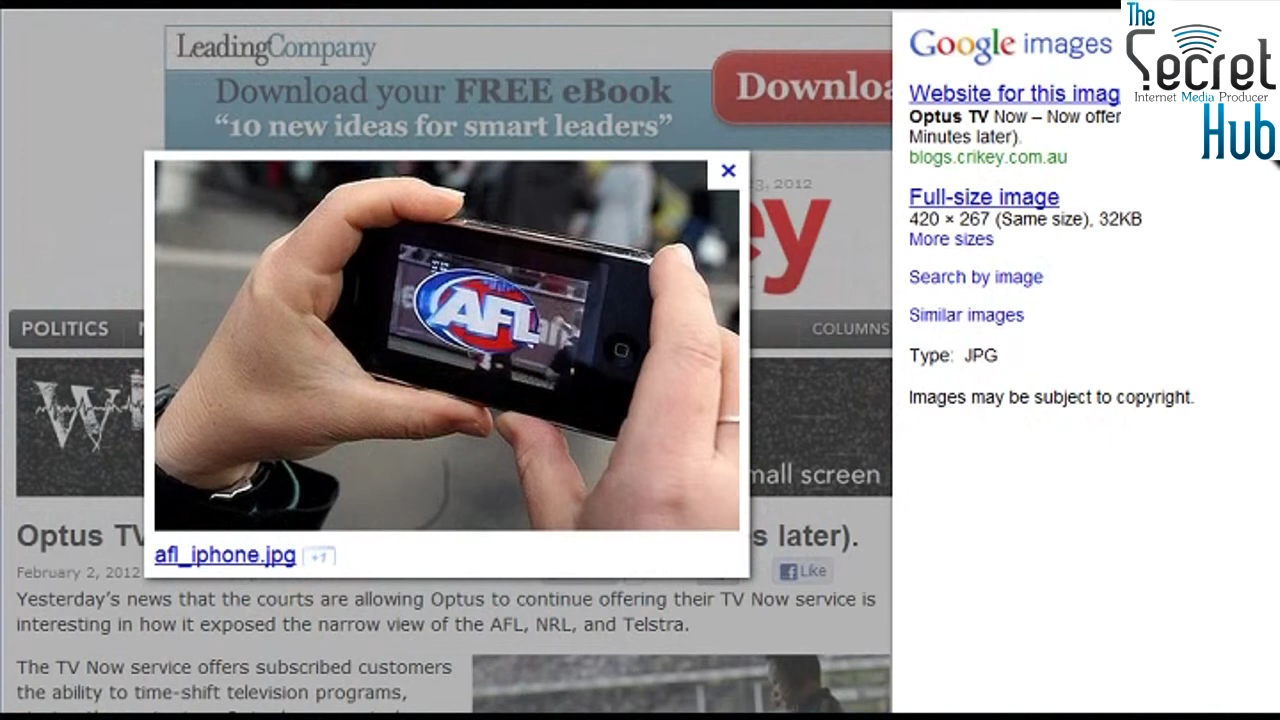 LeadingCompany
Download your FREE eBook
"10 new ideas for smart leaders"
Google images
The
Secret
Internet Media Producer
Hub
Website for this imag
Optus TV Now – Now offer
Minutes later).
blogs.crikey.com.au
3, 2012
ey
Full-size image
420 × 267 (Same size), 32KB
More sizes
Search by image
Similar images
Type: JPG
Images may be subject to copyright.
AFL
POLITICS
COLUMNS
screen
afl_iphone.jpg +1
Optus TV
s later).
February 2, 2012
Like
Yesterday's news that the courts are allowing Optus to continue offering their TV Now service is
interesting in how it exposed the narrow view of the AFL, NRL, and Telstra.
The TV Now service offers subscribed customers
the ability to time-shift television programs,